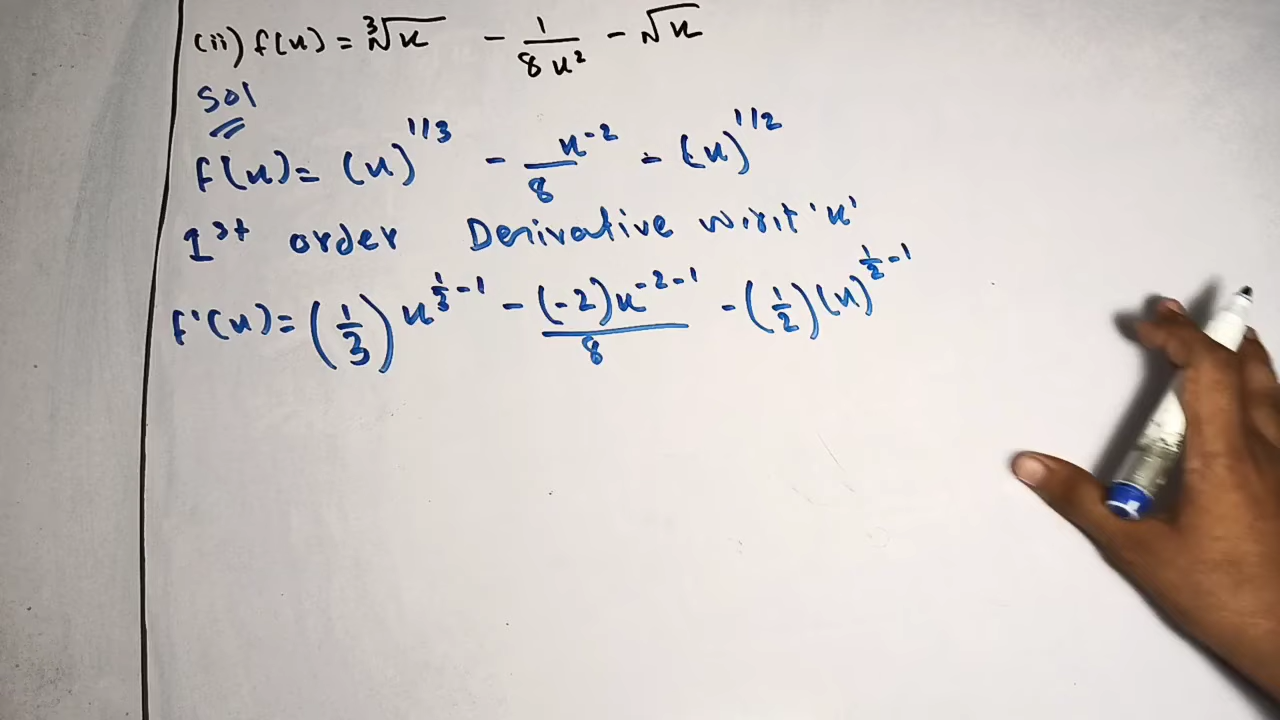 (ii) f(x) = ∛x - 1/8x² - √x
Sol
f(x) = (x)^1/3 - x^-2/8 - (x)^1/2
1st order Derivative w.r.t 'x'
f'(x) = (1/3) x^(1/3 - 1) - (-2)x^(-2-1)/8 - (1/2)(x)^(1/2 - 1)